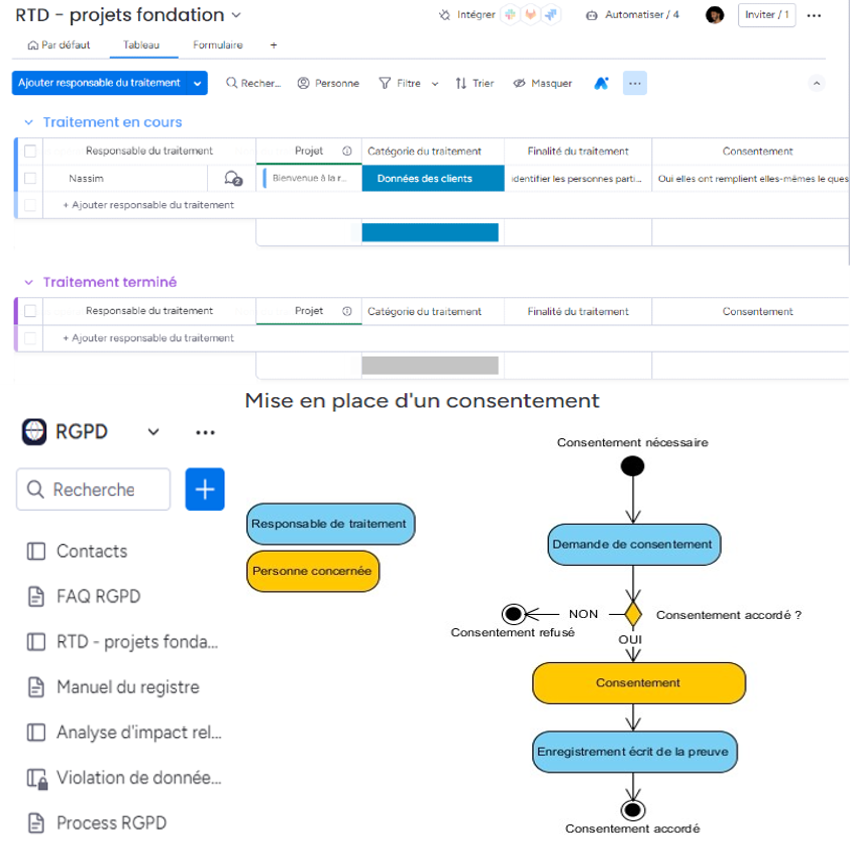 RTD - projets fondation
Intégrer
Automatiser / 4
Inviter / 1
Par défaut
Tableau
Formulaire
+
Ajouter responsable du traitement
Recher...
Personne
Filtre
Trier
Masquer
Traitement en cours
Responsable du traitement Projet Catégorie du traitement Finalité du traitement Consentement
Nassim 2 Bienvenue à la r... Données des clients identifier les personnes parti... Oui elles ont remplient elles-mêmes le ques
+ Ajouter responsable du traitement
Traitement terminé
Responsable du traitement Projet Catégorie du traitement Finalité du traitement Consentement
+ Ajouter responsable du traitement
RGPD
Recherche
Contacts
FAQ RGPD
RTD - projets fonda...
Manuel du registre
Analyse d'impact rel...
Violation de donnée...
Process RGPD
Mise en place d'un consentement
Responsable de traitement
Personne concernée
Consentement nécessaire
Demande de consentement
Consentement accordé ?
NON
Consentement refusé
OUI
Consentement
Enregistrement écrit de la preuve
Consentement accordé